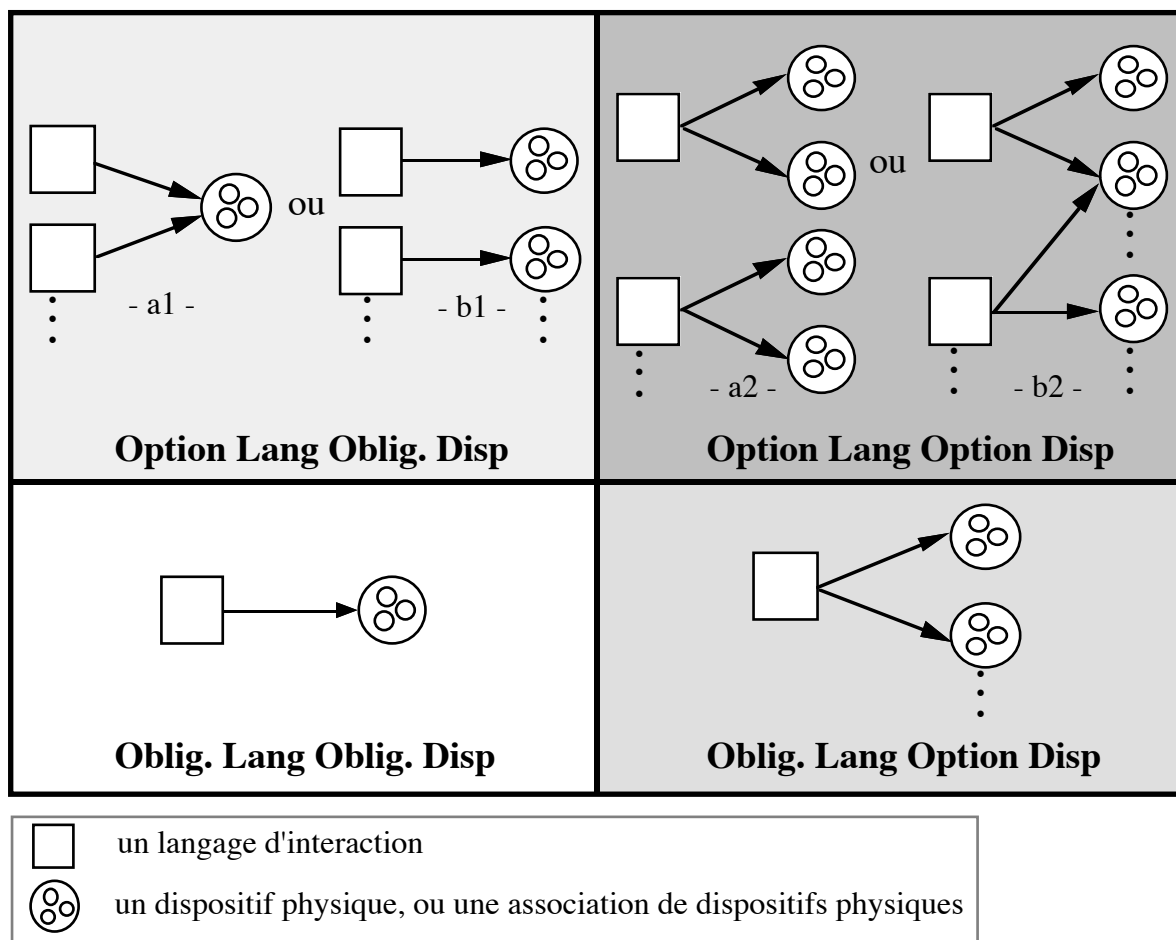 ou
- a1 -
- b1 -
Option Lang Oblig. Disp
ou
- a2 -
- b2 -
Option Lang Option Disp
Oblig. Lang Oblig. Disp
Oblig. Lang Option Disp
un langage d'interaction
un dispositif physique, ou une association de dispositifs physiques